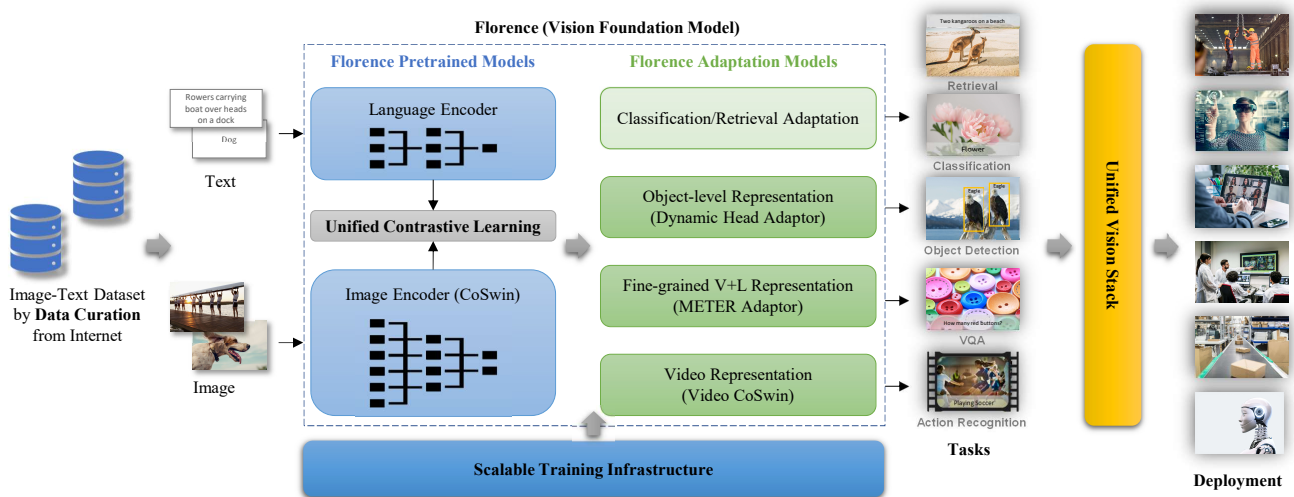 Florence (Vision Foundation Model)
Florence Pretrained Models
Florence Adaptation Models
Rowers carrying
boat over heads
on a dock
Dog
Text
Image-Text Dataset
by Data Curation
from Internet
Image
Language Encoder
Unified Contrastive Learning
Image Encoder (CoSwin)
Classification/Retrieval Adaptation
Object-level Representation
(Dynamic Head Adaptor)
Fine-grained V+L Representation
(METER Adaptor)
Video Representation
(Video CoSwin)
Scalable Training Infrastructure
Two kangaroos on a beach
Retrieval
Flower
Classification
Eagle
Eagle
Object Detection
How many red buttons?
VQA
Playing Soccer
Action Recognition
Tasks
Unified Vision Stack
Deployment